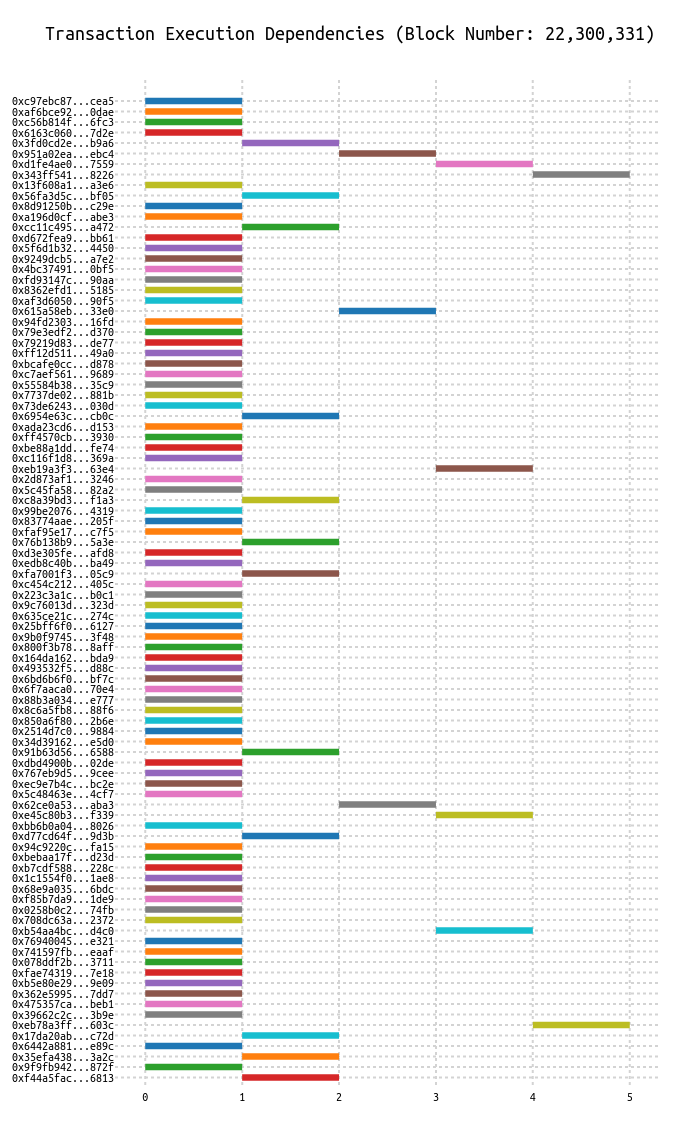 Transaction Execution Dependencies (Block Number: 22,300,331)
0xc97ebc87...cea5
0xaf6bce92...0dae
0xc56b814f...6fc3
0x6163c060...7d2e
0x3fd0cd2e...b9a6
0x951a02ea...ebc4
0xd1fe4ae0...7559
0x343ff541...8226
0x13f608a1...a3e6
0x56fa3d5c...bf05
0x8d91250b...c29e
0xa196d0cf...abe3
0xcc11c495...a472
0xd672fea9...bb61
0x5f6d1b32...4450
0x9249dcb5...a7e2
0x4bc37491...0bf5
0xfd93147c...90aa
0x8362efd1...5185
0xaf3d6050...90f5
0x615a58eb...33e0
0x94fd2303...16fd
0x79e3edf2...d370
0x79219d83...de77
0xff12d511...49a0
0xbcafe0cc...d878
0xc7aef561...9689
0x55584b38...35c9
0x7737de02...881b
0x73de6243...030d
0x6954e63c...cb0c
0xada23cd6...d153
0xff4570cb...3930
0xbe88a1dd...fe74
0xc116f1d8...369a
0xeb19a3f3...63e4
0x2d873af1...3246
0x5c45fa58...82a2
0xc8a39bd3...f1a3
0x99be2076...4319
0x83774aae...205f
0xfaf95e17...c7f5
0x76b138b9...5a3e
0xd3e305fe...afd8
0xedb8c40b...ba49
0xfa7001f3...05c9
0xc454c212...405c
0x223c3a1c...b0c1
0x9c76013d...323d
0x635ce21c...274c
0x25bff6f0...6127
0x9b0f9745...3f48
0x800f3b78...8aff
0x164da162...bda9
0x493532f5...d88c
0x6bd6b6f0...bf7c
0x6f7aaca0...70e4
0x88b3a034...e777
0x8c6a5fb8...88f6
0x850a6f80...2b6e
0x2514d7c0...9884
0x34d39162...e5d0
0x91b63d56...6588
0xdbd4900b...02de
0x767eb9d5...9cee
0xec9e7b4c...bc2e
0x5c48463e...4cf7
0x62ce0a53...aba3
0xe45c80b3...f339
0xbb6b0a04...8026
0xd77cd64f...9d3b
0x94c9220c...fa15
0xbebaa17f...d23d
0xb7cdf588...228c
0x1c1554f0...1ae8
0x68e9a035...6bdc
0xf85b7da9...1de9
0x0258b0c2...74fb
0x708dc63a...2372
0xb54aa4bc...d4c0
0x76940045...e321
0x741597fb...eaaf
0x078ddf2b...3711
0xfae74319...7e18
0xb5e80e29...9e09
0x362e5995...7dd7
0x475357ca...beb1
0x39662c2c...3b9e
0xeb78a3ff...603c
0x17da20ab...c72d
0x6442a881...e89c
0x35efa438...3a2c
0x9f9fb942...872f
0xf44a5fac...6813
0 1 2 3 4 5